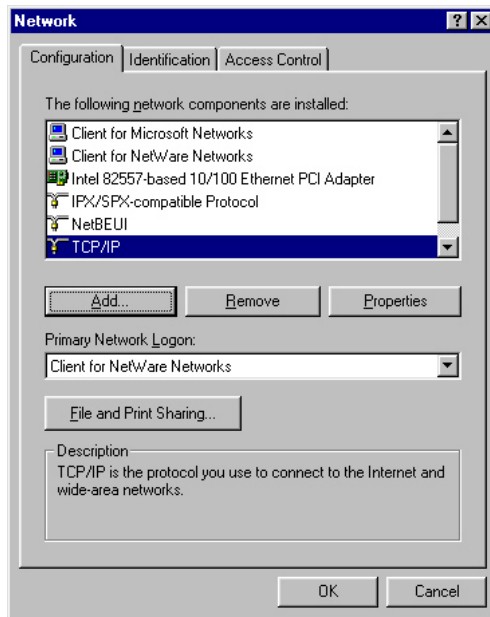 Network
Configuration
Identification
Access Control
The following network components are installed:
Client for Microsoft Networks
Client for NetWare Networks
Intel 82557-based 10/100 Ethernet PCI Adapter
IPX/SPX-compatible Protocol
NetBEUI
TCP/IP
Add...
Remove
Properties
Primary Network Logon:
Client for NetWare Networks
File and Print Sharing...
Description
TCP/IP is the protocol you use to connect to the Internet and
wide-area networks.
OK
Cancel